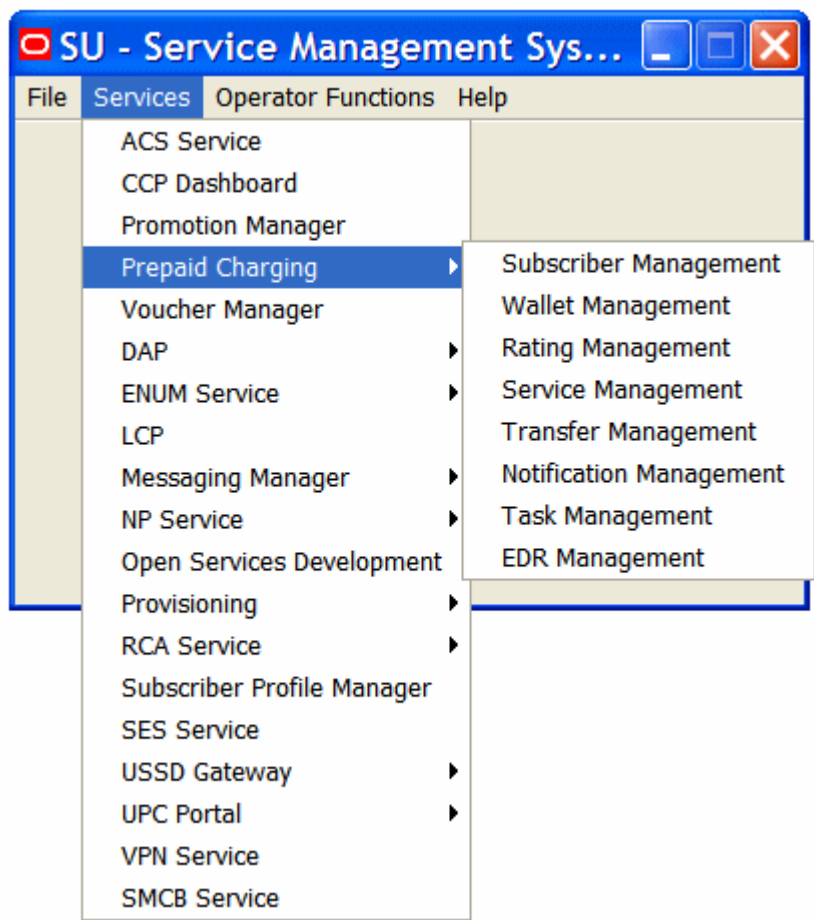 SU - Service Management Sys...
File Services Operator Functions Help
ACS Service
CCP Dashboard
Promotion Manager
Prepaid Charging
Subscriber Management
Wallet Management
Rating Management
Service Management
Transfer Management
Notification Management
Task Management
EDR Management
Voucher Manager
DAP
ENUM Service
LCP
Messaging Manager
NP Service
Open Services Development
Provisioning
RCA Service
Subscriber Profile Manager
SES Service
USSD Gateway
UPC Portal
VPN Service
SMCB Service